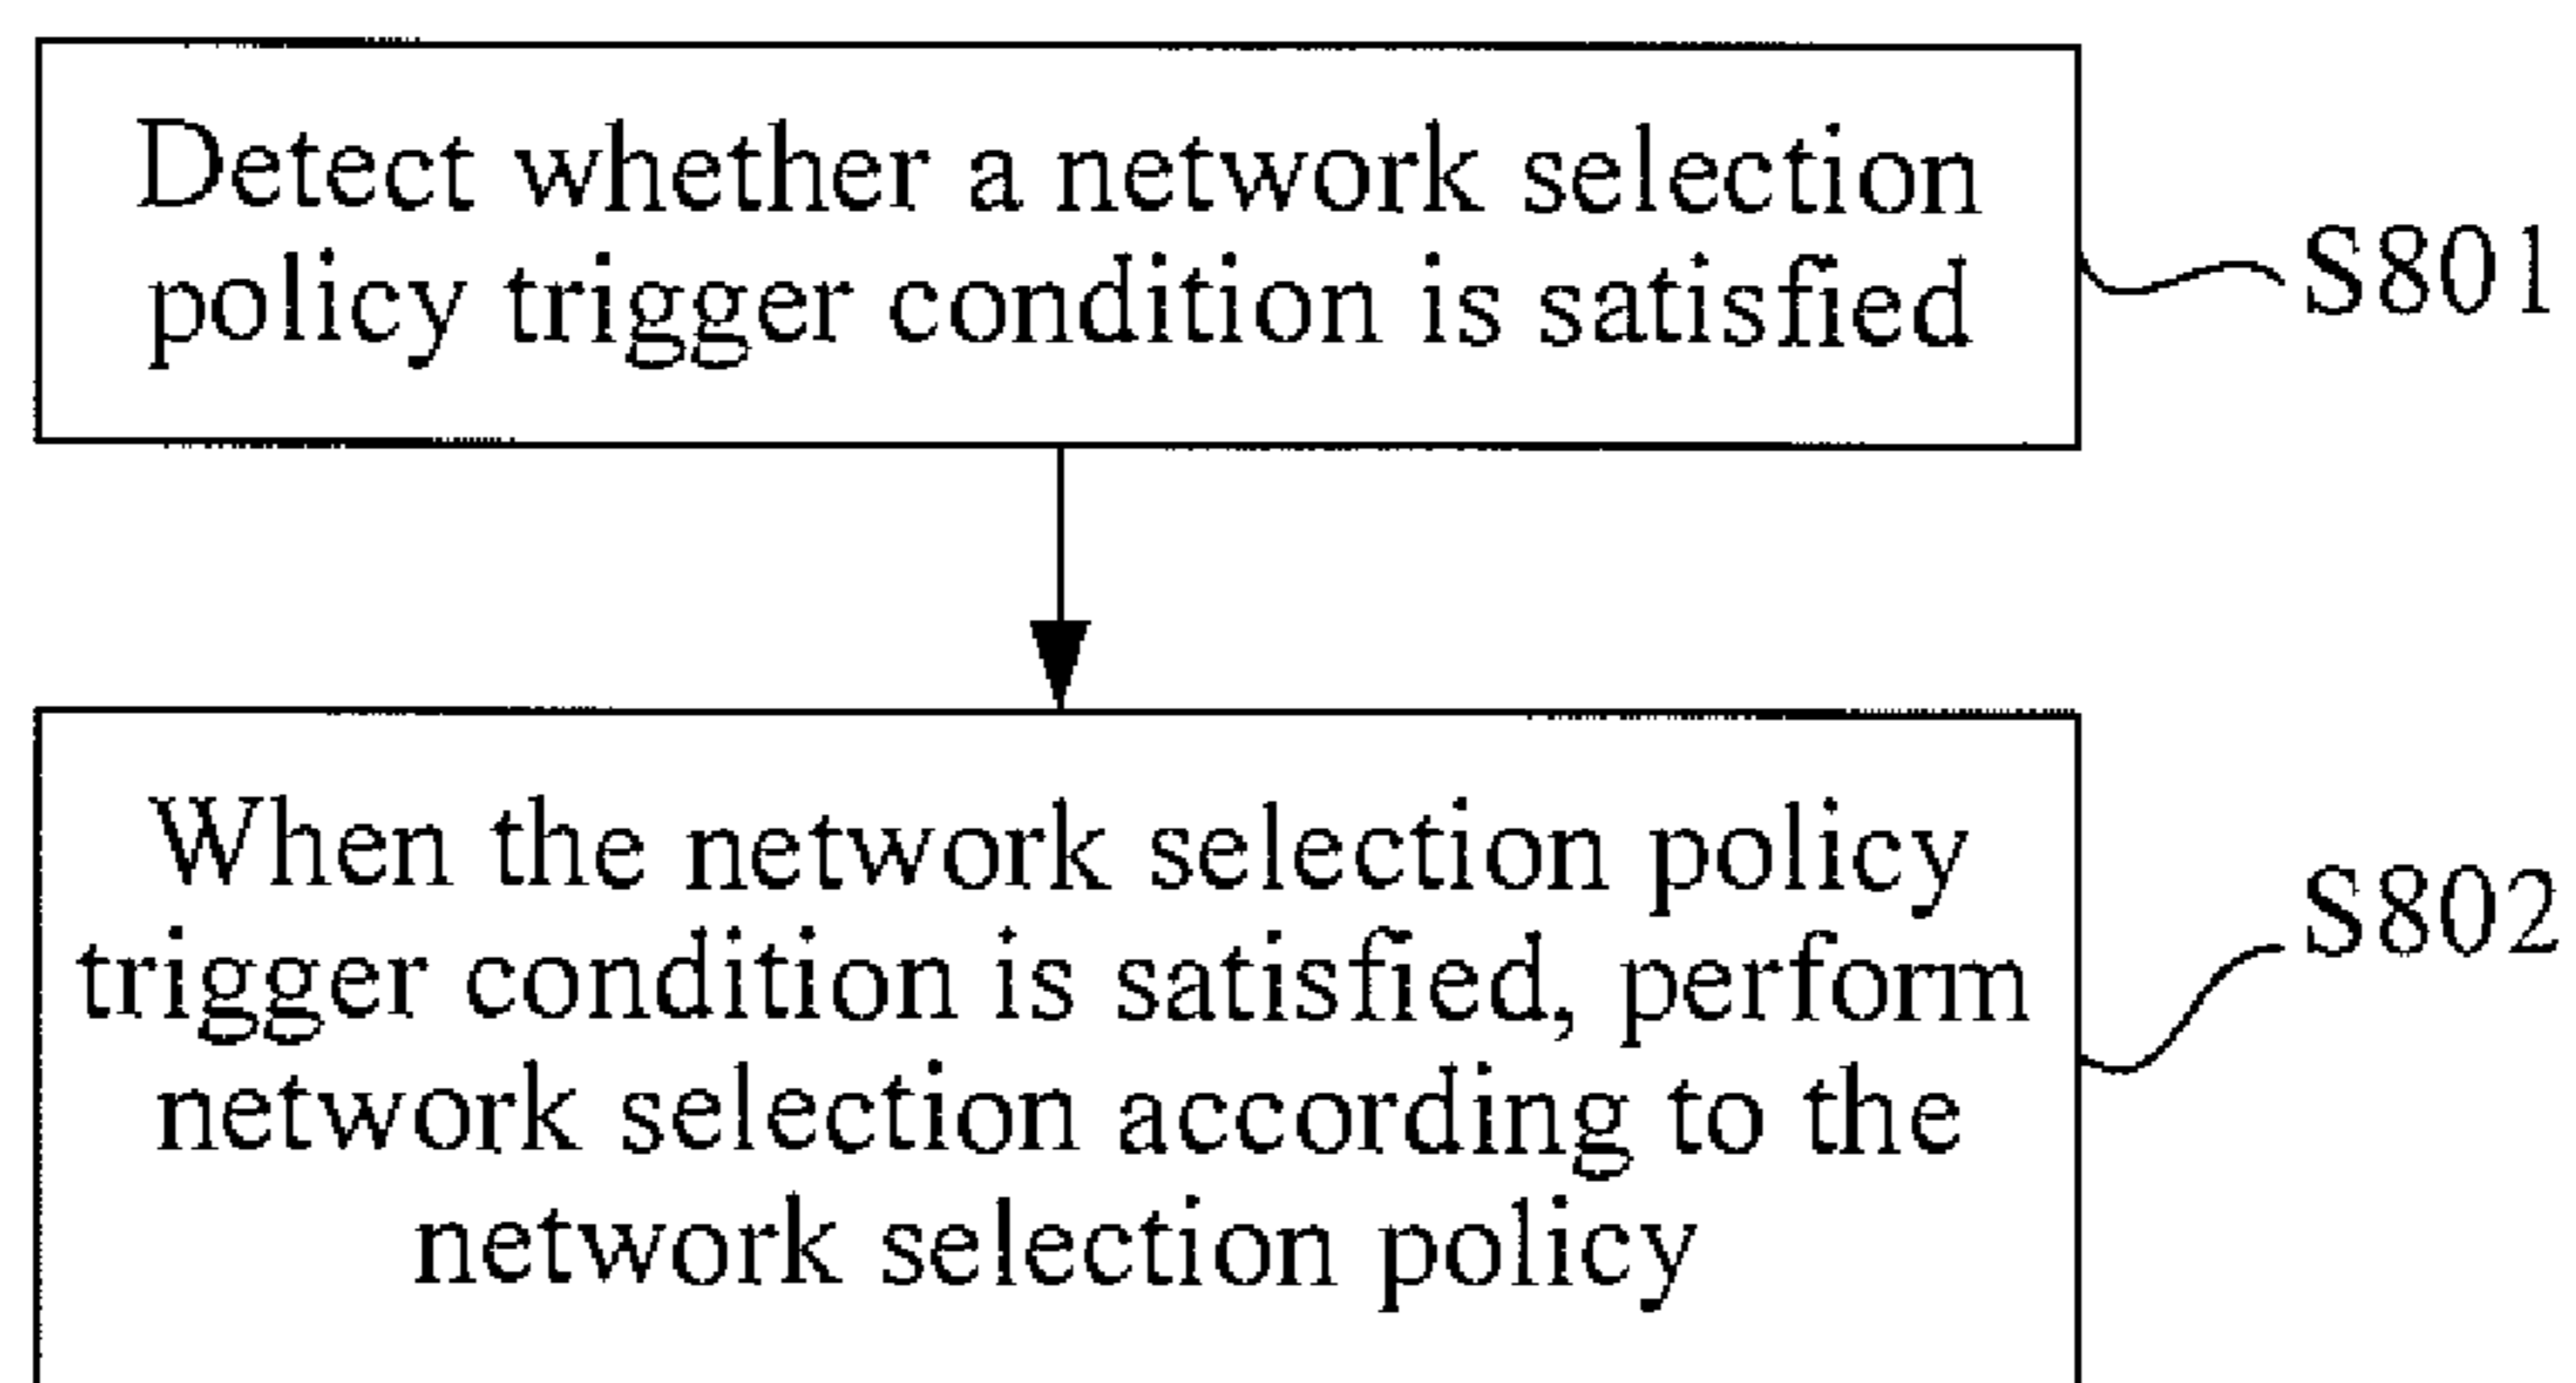 Detect whether a network selection
policy trigger condition is satisfied
S801
When the network selection policy
trigger condition is satisfied, perform
network selection according to the
network selection policy
S802